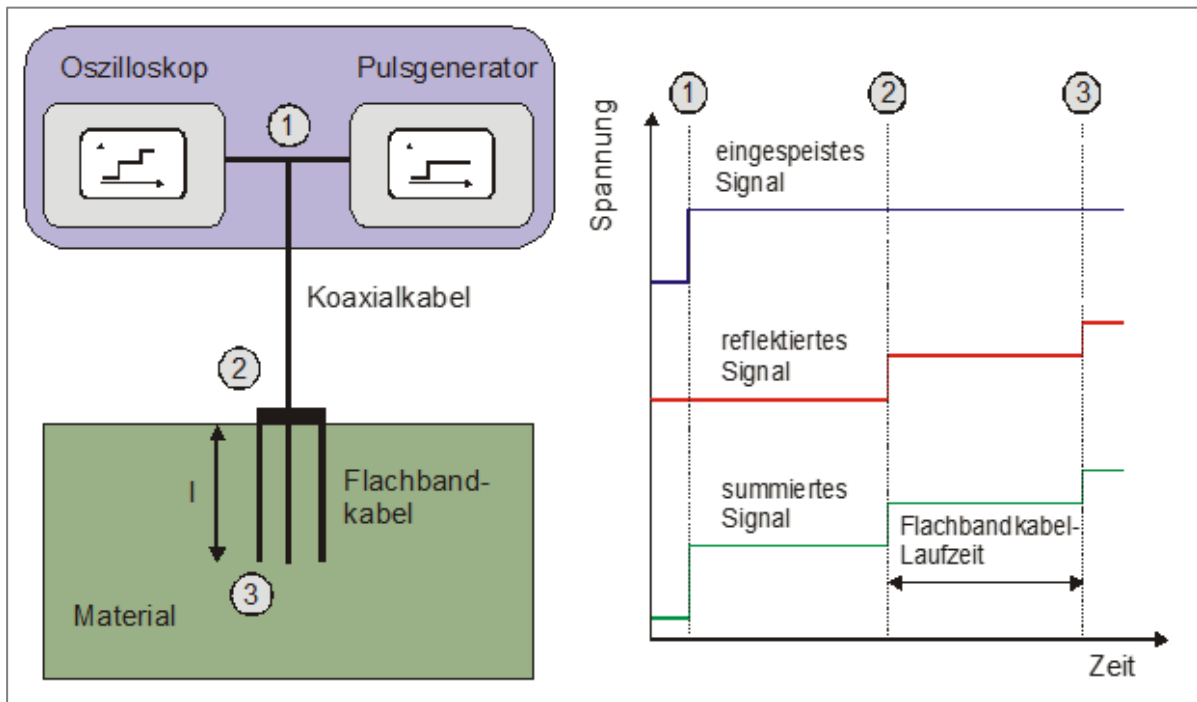 Oszilloskop
Pulsgenerator
1
Koaxialkabel
2
l
Flachband-
kabel
3
Material
1
2
3
Spannung
eingespeistes
Signal
reflektiertes
Signal
summiertes
Signal
Flachbandkabel-
Laufzeit
Zeit